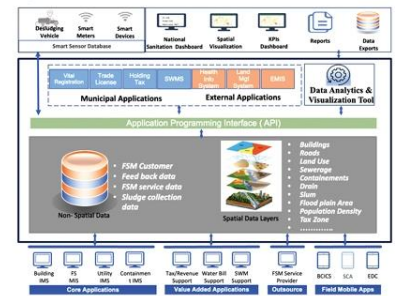 Desludging
Vehicle
Smart
Meters
Smart
Devices
Smart Sensor Database
National
Sanitation Dashboard
Spatial
Visualization
KPIs
Dashboard
Reports
Data
Exports
Vital
Registration
Trade
License
Holding
Tax
SWMS
Health
Info
System
Land
Mgt
System
EMIS
Municipal Applications
External Applications
Data Analytics &
Visualization Tool
Application Programming Interface ( API)
Non- Spatial Data
• FSM Customer
• Feed back data
• FSM service data
• Sludge collection
data
Spatial Data Layers
• Buildings
• Roads
• Land Use
• Sewerage
• Containements
• Drain
• Slum
• Flood plain Area
• Population Density
• Tax Zone
• ..............
Building
IMS
FS
MIS
Utility
IMS
Containmen
t IMS
Tax/Revenue
Support
Water Bill
Support
SWM
Support
FSM Service
Provider
BCICS
SCA
EDC
Core Applications
Value Added Applications
Outsource
Field Mobile Apps